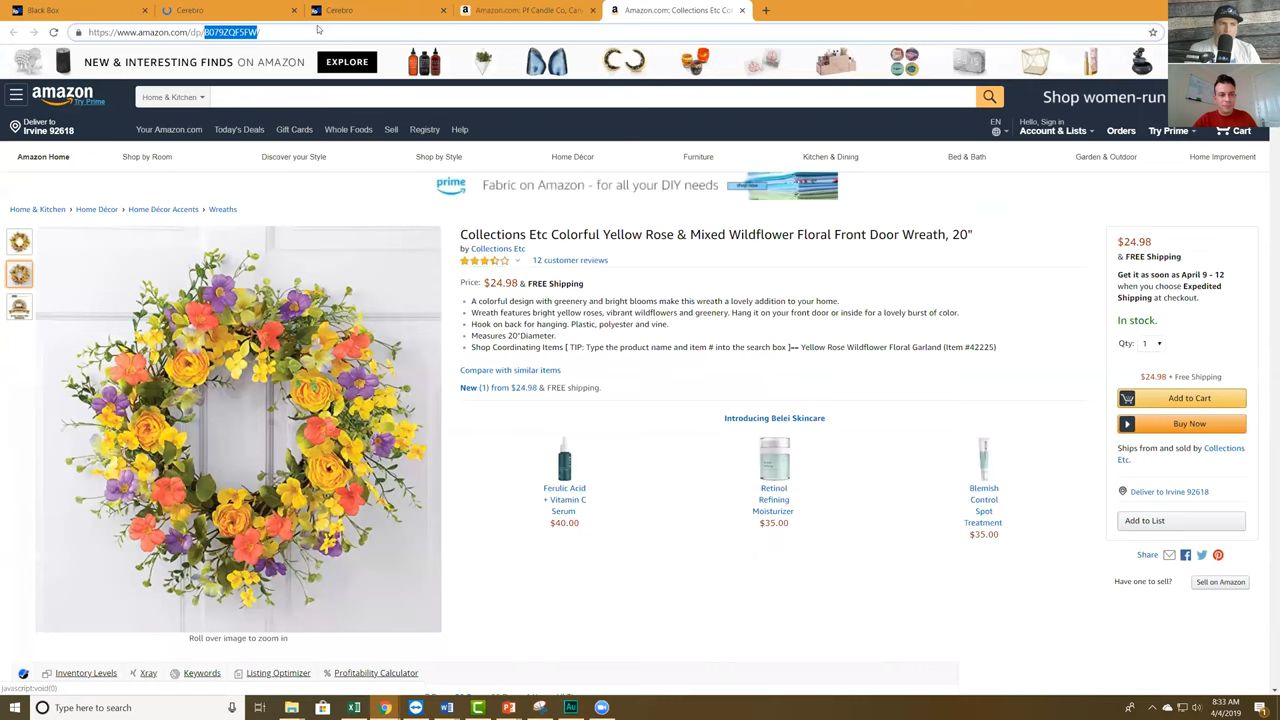 Black Box
Cerebro
Cerebro
Amazon.com: Pf Candle Co, Can
Amazon.com: Collections Etc Co
https://www.amazon.com/dp/B079ZQF5FW/
NEW & INTERESTING FINDS ON AMAZON
EXPLORE
amazon
Try Prime
Home & Kitchen
Shop women-run
Deliver to
Irvine 92618
Your Amazon.com
Today's Deals
Gift Cards
Whole Foods
Sell
Registry
Help
EN
Hello, Sign in
Account & Lists
Orders
Try Prime
Cart
Amazon Home
Shop by Room
Discover your Style
Shop by Style
Home Décor
Furniture
Kitchen & Dining
Bed & Bath
Garden & Outdoor
Home Improvement
prime
Fabric on Amazon - for all your DIY needs
shop now
Home & Kitchen › Home Décor › Home Décor Accents › Wreaths
Collections Etc Colorful Yellow Rose & Mixed Wildflower Floral Front Door Wreath, 20"
by Collections Etc
12 customer reviews
Price: $24.98 & FREE Shipping
A colorful design with greenery and bright blooms make this wreath a lovely addition to your home.
Wreath features bright yellow roses, vibrant wildflowers and greenery. Hang it on your front door or inside for a lovely burst of color.
Hook on back for hanging. Plastic, polyester and vine.
Measures 20"Diameter.
Shop Coordinating Items [ TIP: Type the product name and item # into the search box ]== Yellow Rose Wildflower Floral Garland (Item #42225)
Compare with similar items
New (1) from $24.98 & FREE shipping.
Introducing Belei Skincare
Ferulic Acid
+ Vitamin C
Serum
$40.00
Retinol
Refining
Moisturizer
$35.00
Blemish
Control
Spot
Treatment
$35.00
$24.98
& FREE Shipping
Get it as soon as April 9 - 12
when you choose Expedited
Shipping at checkout.
In stock.
Qty: 1
$24.98 + Free Shipping
Add to Cart
Buy Now
Ships from and sold by Collections
Etc.
Deliver to Irvine 92618
Add to List
Share
Have one to sell?
Sell on Amazon
Roll over image to zoom in
Inventory Levels
Xray
Keywords
Listing Optimizer
Profitability Calculator
javascript:void(0)
Type here to search
8:33 AM
4/4/2019